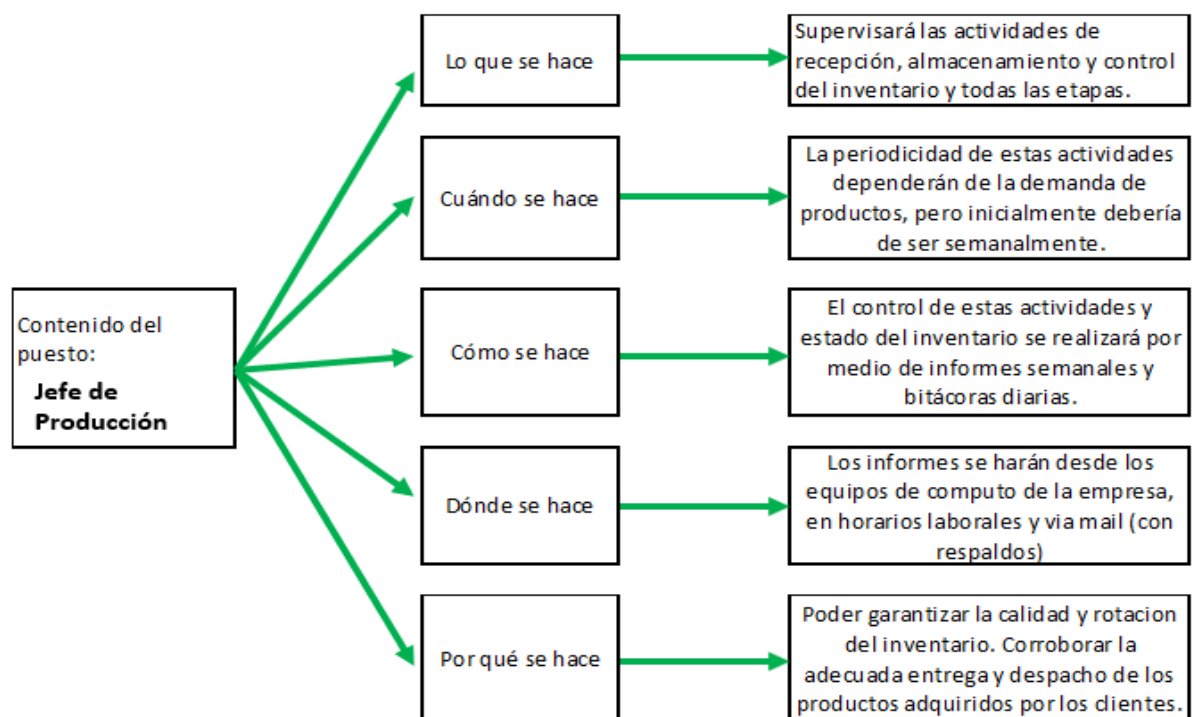 Contenido del
puesto:
Jefe de
Producción
Lo que se hace
Supervisará las actividades de
recepción, almacenamiento y control
del inventario y todas las etapas.
Cuándo se hace
La periodicidad de estas actividades
dependerán de la demanda de
productos, pero inicialmente debería
de ser semanalmente.
Cómo se hace
El control de estas actividades y
estado del inventario se realizará por
medio de informes semanales y
bitácoras diarias.
Dónde se hace
Los informes se harán desde los
equipos de computo de la empresa,
en horarios laborales y via mail (con
respaldos)
Por qué se hace
Poder garantizar la calidad y rotacion
del inventario. Corroborar la
adecuada entrega y despacho de los
productos adquiridos por los clientes.